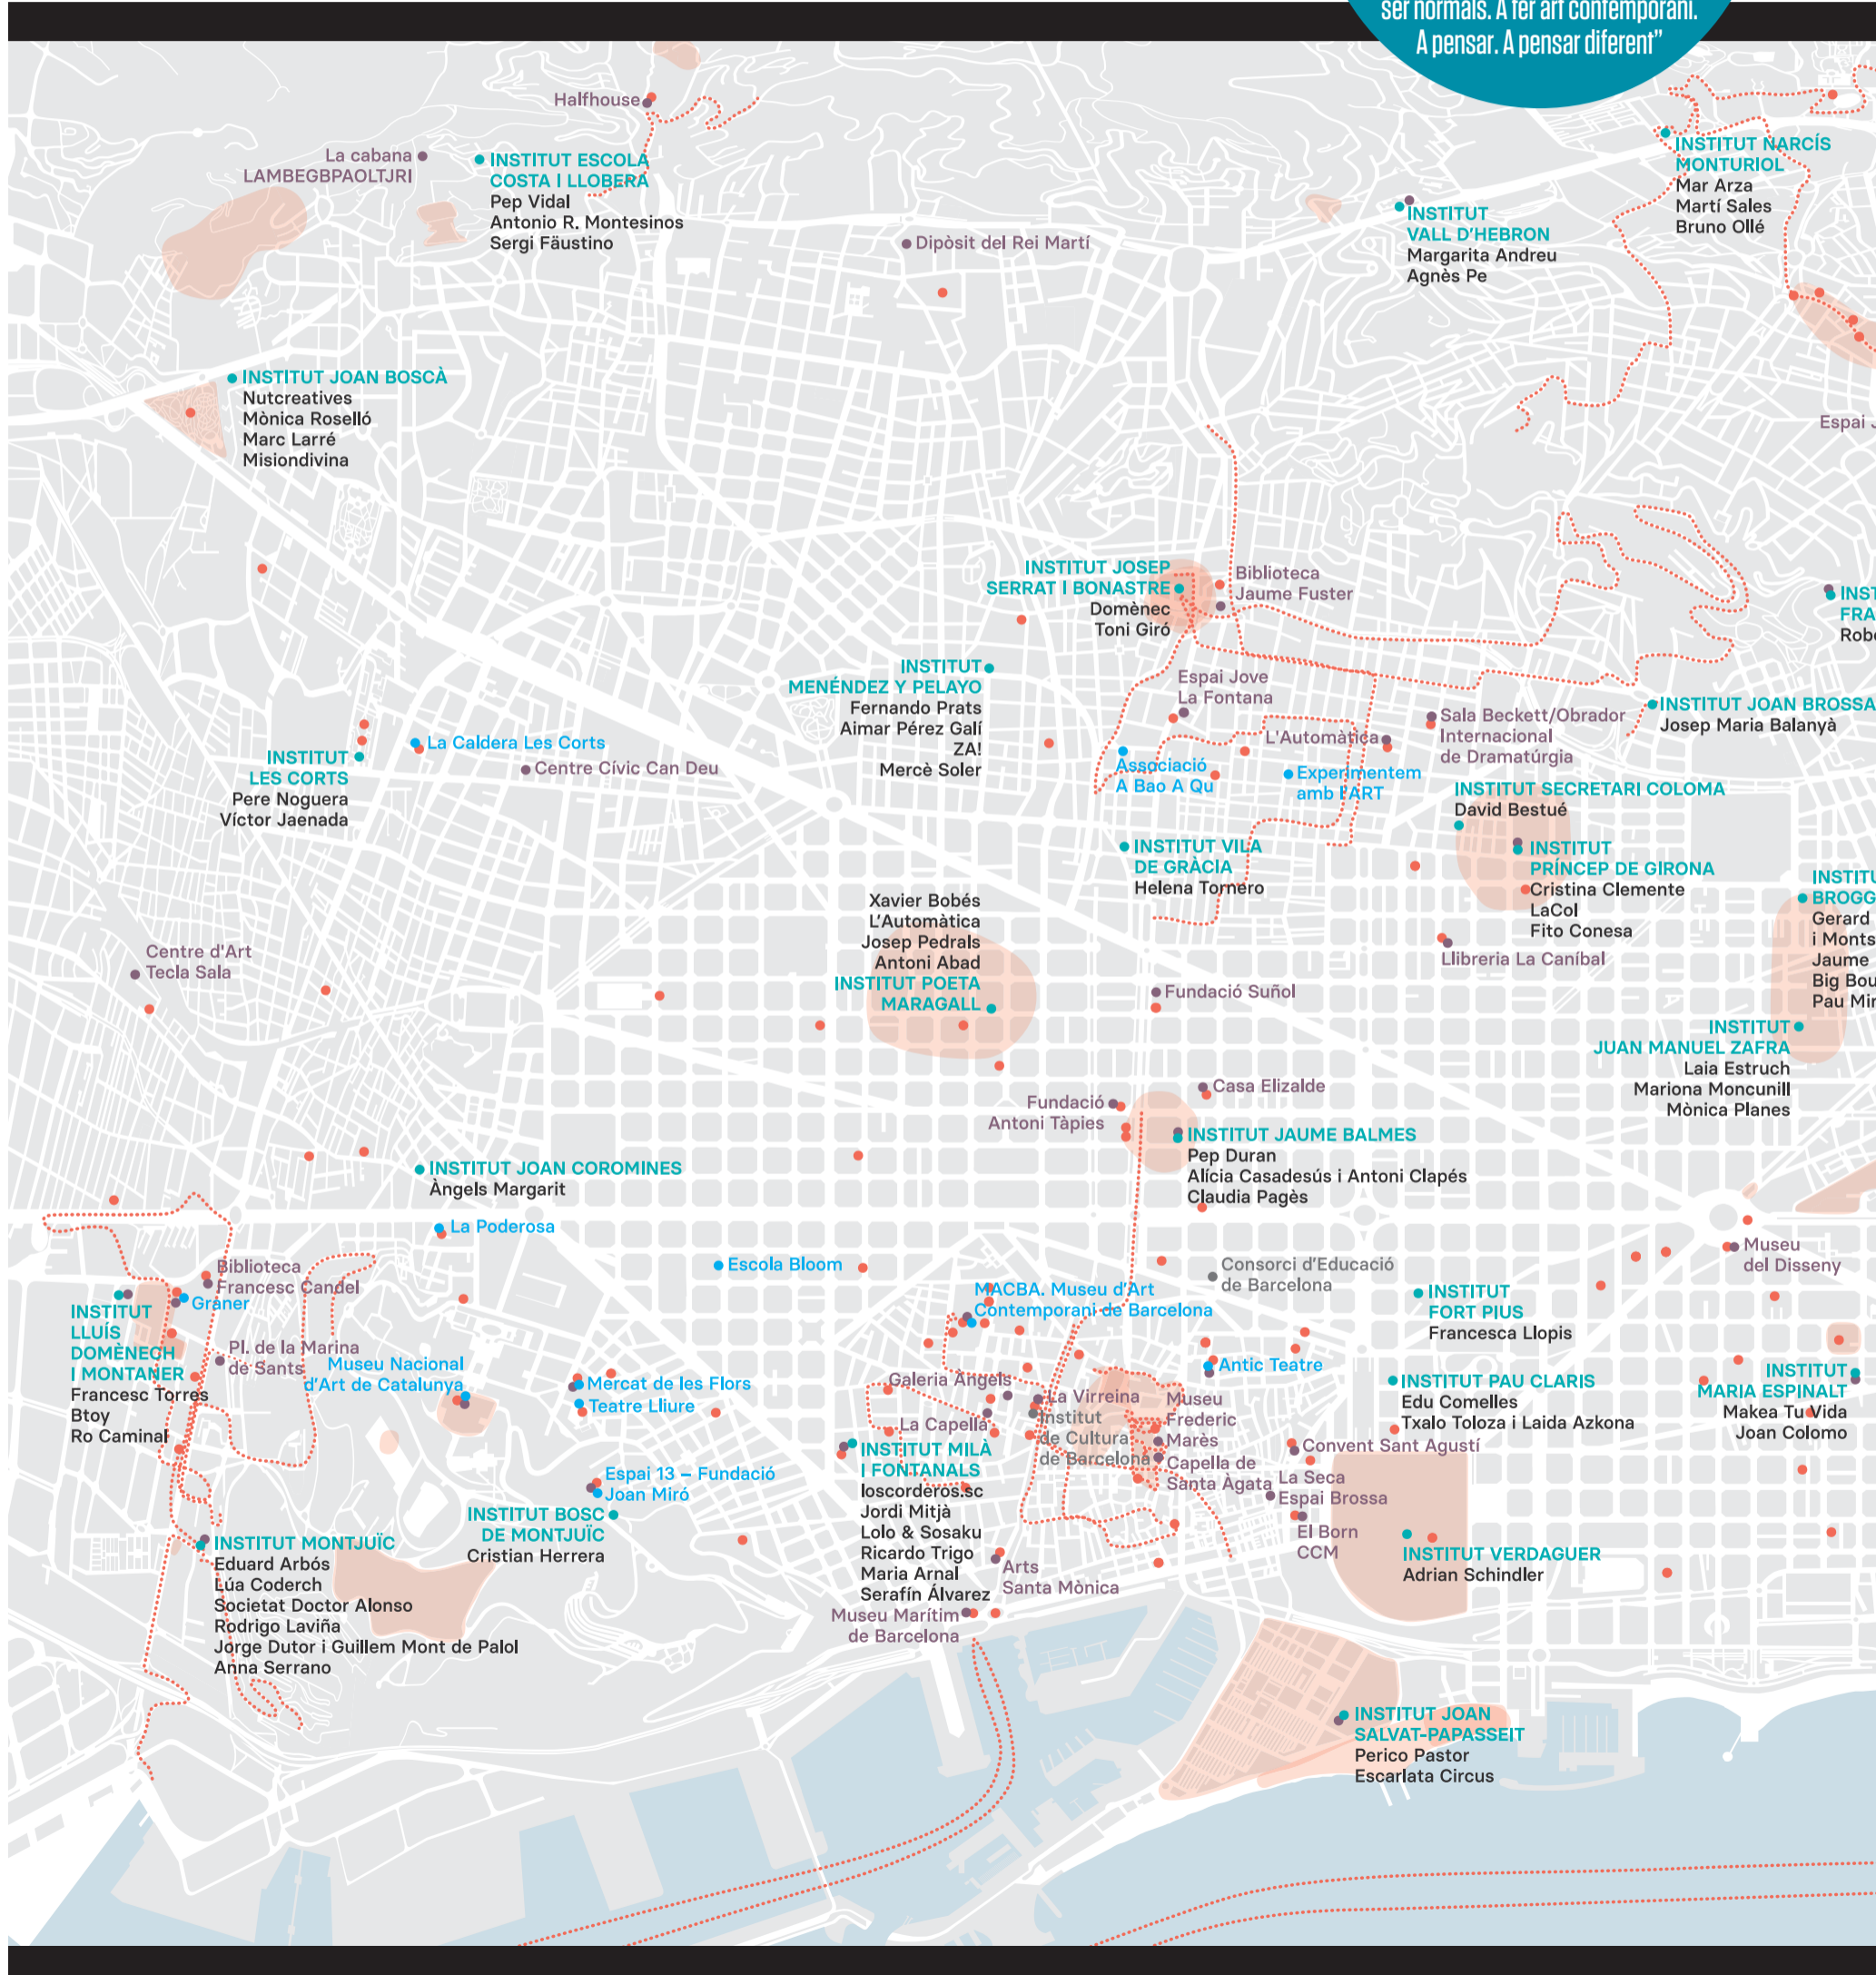 ser normals. A fer art contemporani.
A pensar. A pensar diferent”
Halfhouse
La cabana
LAMBEGBPAOLTJRI
INSTITUT ESCOLA
COSTA I LLOBERA
Pep Vidal
Antonio R. Montesinos
Sergi Fäustino
Dipòsit del Rei Martí
INSTITUT
VALL D'HEBRON
Margarita Andreu
Agnès Pe
INSTITUT NARCÍS
MONTURIOL
Mar Arza
Martí Sales
Bruno Ollé
INSTITUT JOAN BOSCÀ
Nutcreatives
Mònica Roselló
Marc Larré
Misiondivina
Espai
INSTITUT JOSEP
SERRAT I BONASTRE
Domènec
Toni Giró
Biblioteca
Jaume Fuster
INST
FRA
Robe
INSTITUT
MENÉNDEZ Y PELAYO
Fernando Prats
Aimar Pérez Galí
ZA!
Mercè Soler
Espai Jove
La Fontana
L'Automàtica
Sala Beckett/Obrador
Internacional
de Dramatúrgia
INSTITUT JOAN BROSSA
Josep Maria Balanyà
INSTITUT
LES CORTS
Pere Noguera
Víctor Jaenada
La Caldera Les Corts
Centre Cívic Can Deu
Associació
A Bao A Qu
Experimentem
amb l'ART
INSTITUT SECRETARI COLOMA
David Bestué
INSTITUT
PRÍNCEP DE GIRONA
Cristina Clemente
LaCol
Fito Conesa
INSTITUT VILA
DE GRÀCIA
Helena Tornero
Xavier Bobés
L'Automàtica
Josep Pedrals
Antoni Abad
INSTITUT POETA
MARAGALL
INSTITU
BROGG
Gerard
i Monts
Jaume
Big Bou
Pau Mir
Llibreria La Caníbal
Centre d'Art
Tecla Sala
Fundació Suñol
INSTITUT
JUAN MANUEL ZAFRA
Laia Estruch
Mariona Moncunill
Mònica Planes
Casa Elizalde
Fundació
Antoni Tàpies
INSTITUT JAUME BALMES
Pep Duran
Alícia Casadesús i Antoni Clapés
Claudia Pagès
INSTITUT JOAN COROMINES
Àngels Margarit
La Poderosa
Escola Bloom
Consorci d'Educació
de Barcelona
Museu
del Disseny
Biblioteca
Francesc Candel
Graner
INSTITUT
LLUÍS
DOMÈNECH
I MONTANER
Francesc Torres
Btoy
Ro Caminal
Pl. de la Marina
de Sants
Museu Nacional
d'Art de Catalunya
Mercat de les Flors
Teatre Lliure
MACBA. Museu d'Art
Contemporani de Barcelona
INSTITUT
FORT PIUS
Francesca Llopis
Antic Teatre
Galeria Àngels
La Virreina
La Capella
Institut
de Cultura
de Barcelona
Museu
Frederic
Marès
Capella de
Santa Àgata
INSTITUT PAU CLARIS
Edu Comelles
Txalo Toloza i Laida Azkona
INSTITUT
MARIA ESPINALT
Makea Tu Vida
Joan Colomo
Convent Sant Agustí
La Seca
Espai Brossa
El Born
CCM
INSTITUT MILÀ
I FONTANALS
loscorderos.sc
Jordi Mitjà
Lolo & Sosaku
Ricardo Trigo
Maria Arnal
Serafín Álvarez
Espai 13 – Fundació
Joan Miró
INSTITUT BOSC
DE MONTJUÏC
Cristian Herrera
INSTITUT MONTJUÏC
Eduard Arbós
Lúa Coderch
Societat Doctor Alonso
Rodrigo Laviña
Jorge Dutor i Guillem Mont de Palol
Anna Serrano
Arts
Santa Mònica
Museu Marítim
de Barcelona
INSTITUT VERDAGUER
Adrian Schindler
INSTITUT JOAN
SALVAT-PAPASSEIT
Perico Pastor
Escarlata Circus